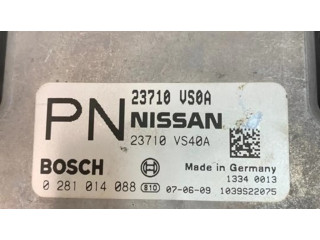 PN
23710 VS0A
NISSAN
23710 VS40A
BOSCH
Made in Germany
1334 0013
0 281 014 088 810 07-06-09 1039S22075